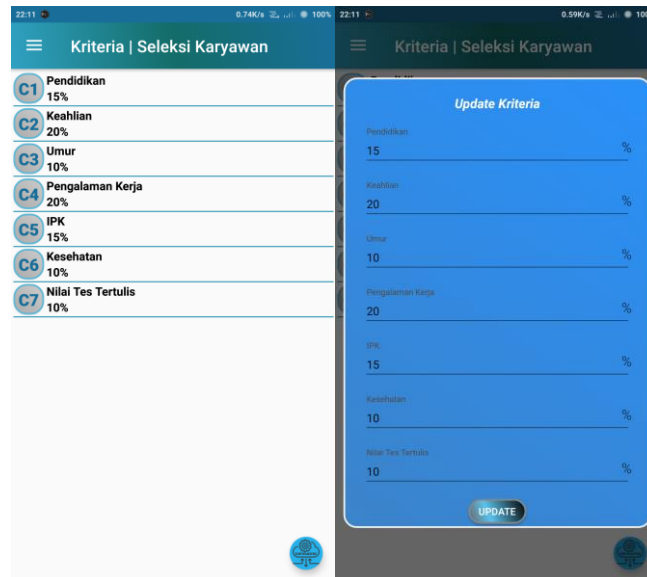 22:11 0.74K/s 100%
Kriteria | Seleksi Karyawan
C1 Pendidikan
15%
C2 Keahlian
20%
C3 Umur
10%
C4 Pengalaman Kerja
20%
C5 IPK
15%
C6 Kesehatan
10%
C7 Nilai Tes Tertulis
10%
22:11 0.59K/s 100
Kriteria | Seleksi Karyawan
Update Kriteria
Pendidikan
15 %
Keahlian
20 %
Umur
10 %
Pengalaman Kerja
20 %
IPK
15 %
Kesehatan
10 %
Nilai Tes Tertulis
10 %
UPDATE